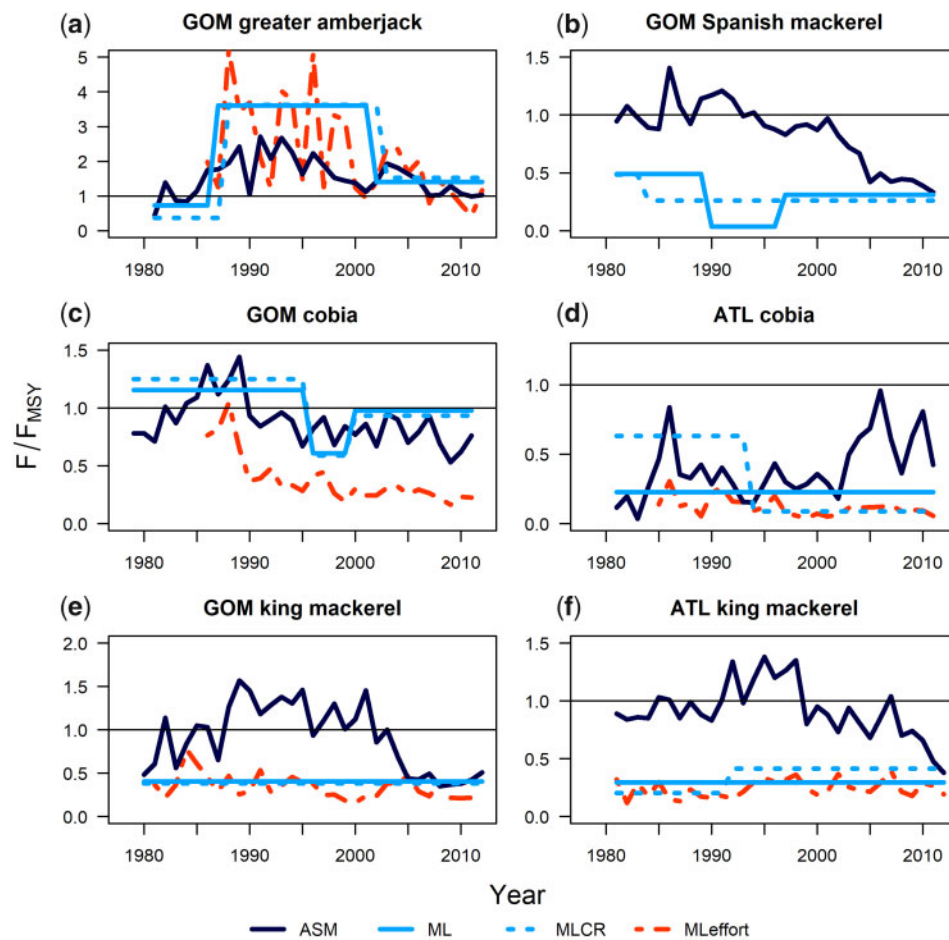 (a) GOM greater amberjack
5
4
3
2
1
0
1980 1990 2000 2010
(b) GOM Spanish mackerel
1.5
1.0
0.5
0.0
1980 1990 2000 2010
(c) GOM cobia
1.5
1.0
0.5
0.0
1980 1990 2000 2010
(d) ATL cobia
1.0
0.5
0.0
1980 1990 2000 2010
(e) GOM king mackerel
2.0
1.5
1.0
0.5
0.0
1980 1990 2000 2010
(f) ATL king mackerel
1.5
1.0
0.5
0.0
1980 1990 2000 2010
F/FMSY
Year
ASM ML MLCR MLeffort